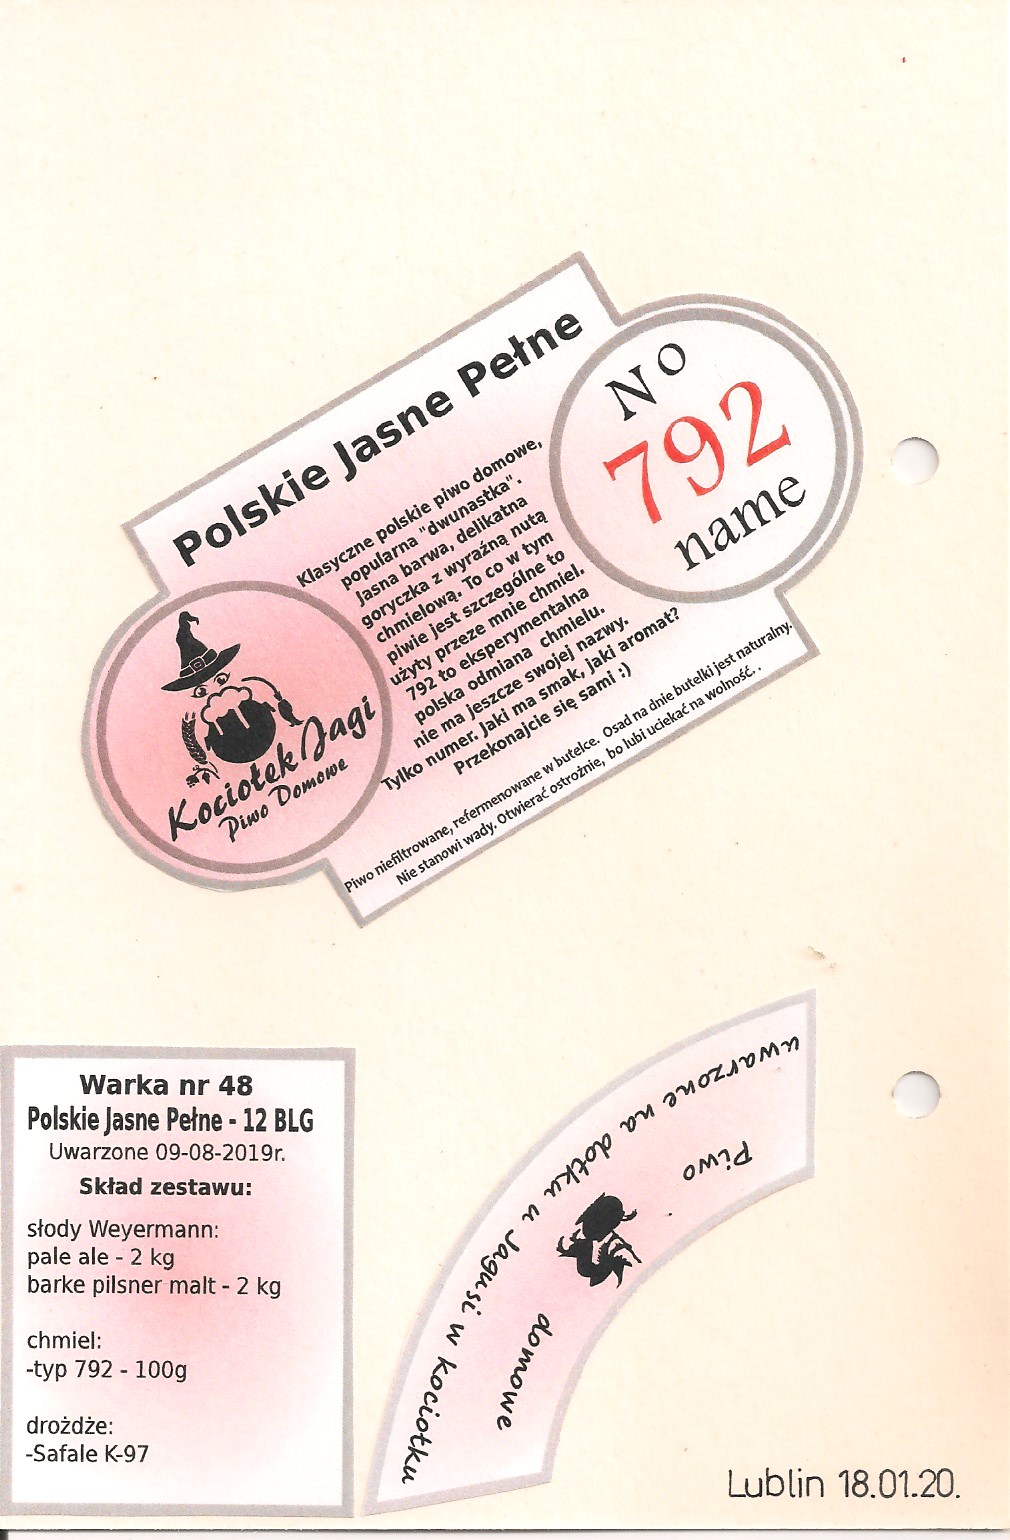 Polskie Jasne Pełne
No
792
name
Klasyczne polskie piwo domowe,
popularna "dwunastka".
Jasna barwa, delikatna
goryczka z wyraźną nutą
chmielową. To co w tym
piwie jest szczególne to
użyty przeze mnie chmiel.
792 to eksperymentalna
polska odmiana chmielu.
nie ma jeszcze swojej nazwy.
Tylko numer. Jaki ma smak, jaki aromat?
Przekonajcie się sami :)
Kociołek Jagi
Piwo Domowe
Piwo niefiltrowane, refermenowane w butelce. Osad na dnie butelki jest naturalny.
Nie stanowi wady. Otwierać ostrożnie, bo lubi uciekać na wolność. .
Warka nr 48
Polskie Jasne Pełne - 12 BLG
Uwarzone 09-08-2019r.
Skład zestawu:
słody Weyermann:
pale ale - 2 kg
barke pilsner malt - 2 kg
chmiel:
-typ 792 - 100g
drożdże:
-Safale K-97
Piwo domowe
uwarzone na dołku u Jagusi w kociołku
Lublin 18.01.20.